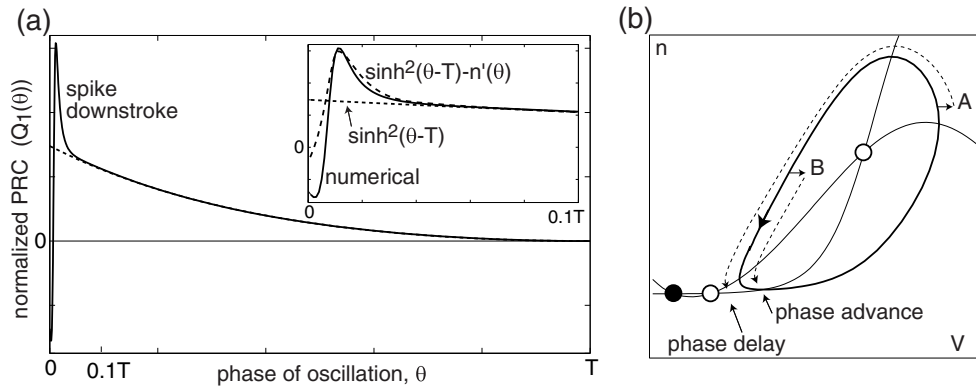 (a)
normalized PRC (Q₁(θ))
0
spike
downstroke
sinh²(θ-T)-n'(θ)
sinh²(θ-T)
0
numerical
0
0.1T
0
0.1T
T
phase of oscillation, θ
(b)
n
A
B
phase advance
phase delay
V